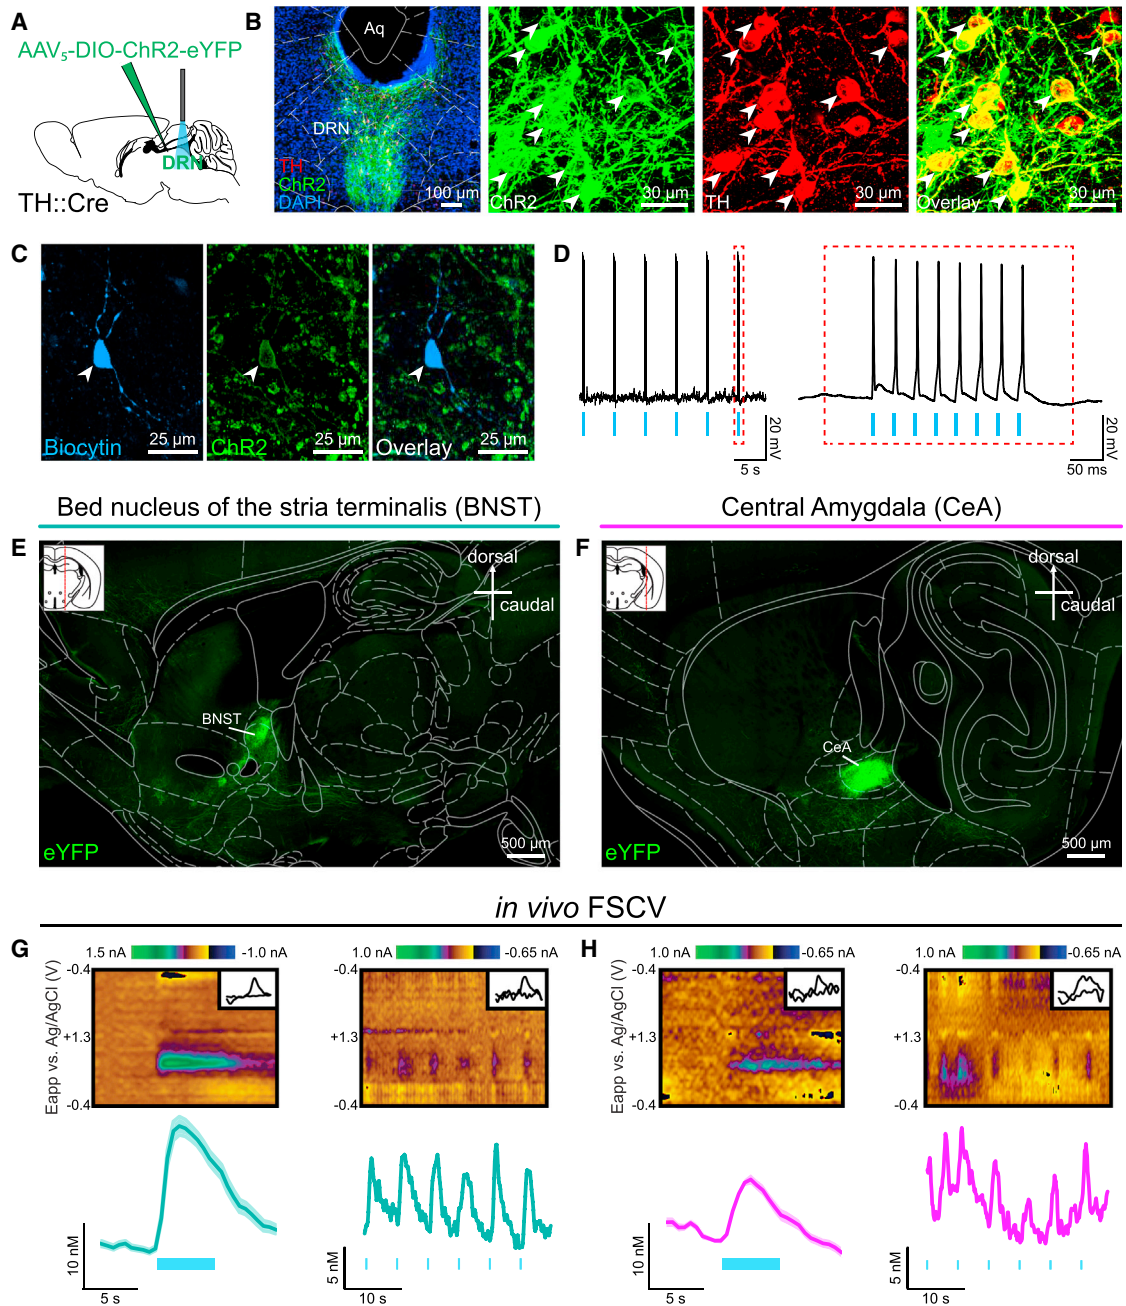 A
AAV5-DIO-ChR2-eYFP
DRN
TH::Cre
B
Aq
DRN
TH
ChR2
DAPI
100 µm
ChR2
30 µm
TH
30 µm
Overlay
30 µm
C
Biocytin
25 µm
ChR2
25 µm
Overlay
25 µm
D
20 mV
5 s
20 mV
50 ms
Bed nucleus of the stria terminalis (BNST)
Central Amygdala (CeA)
E
dorsal
caudal
BNST
eYFP
500 µm
F
dorsal
caudal
CeA
eYFP
500 µm
in vivo FSCV
G
1.5 nA
-1.0 nA
Eapp vs. Ag/AgCl (V)
-0.4
+1.3
-0.4
10 nM
5 s
1.0 nA
-0.65 nA
-0.4
+1.3
-0.4
5 nM
10 s
H
1.0 nA
-0.65 nA
Eapp vs. Ag/AgCl (V)
-0.4
+1.3
-0.4
10 nM
5 s
1.0 nA
-0.65 nA
-0.4
+1.3
-0.4
5 nM
10 s